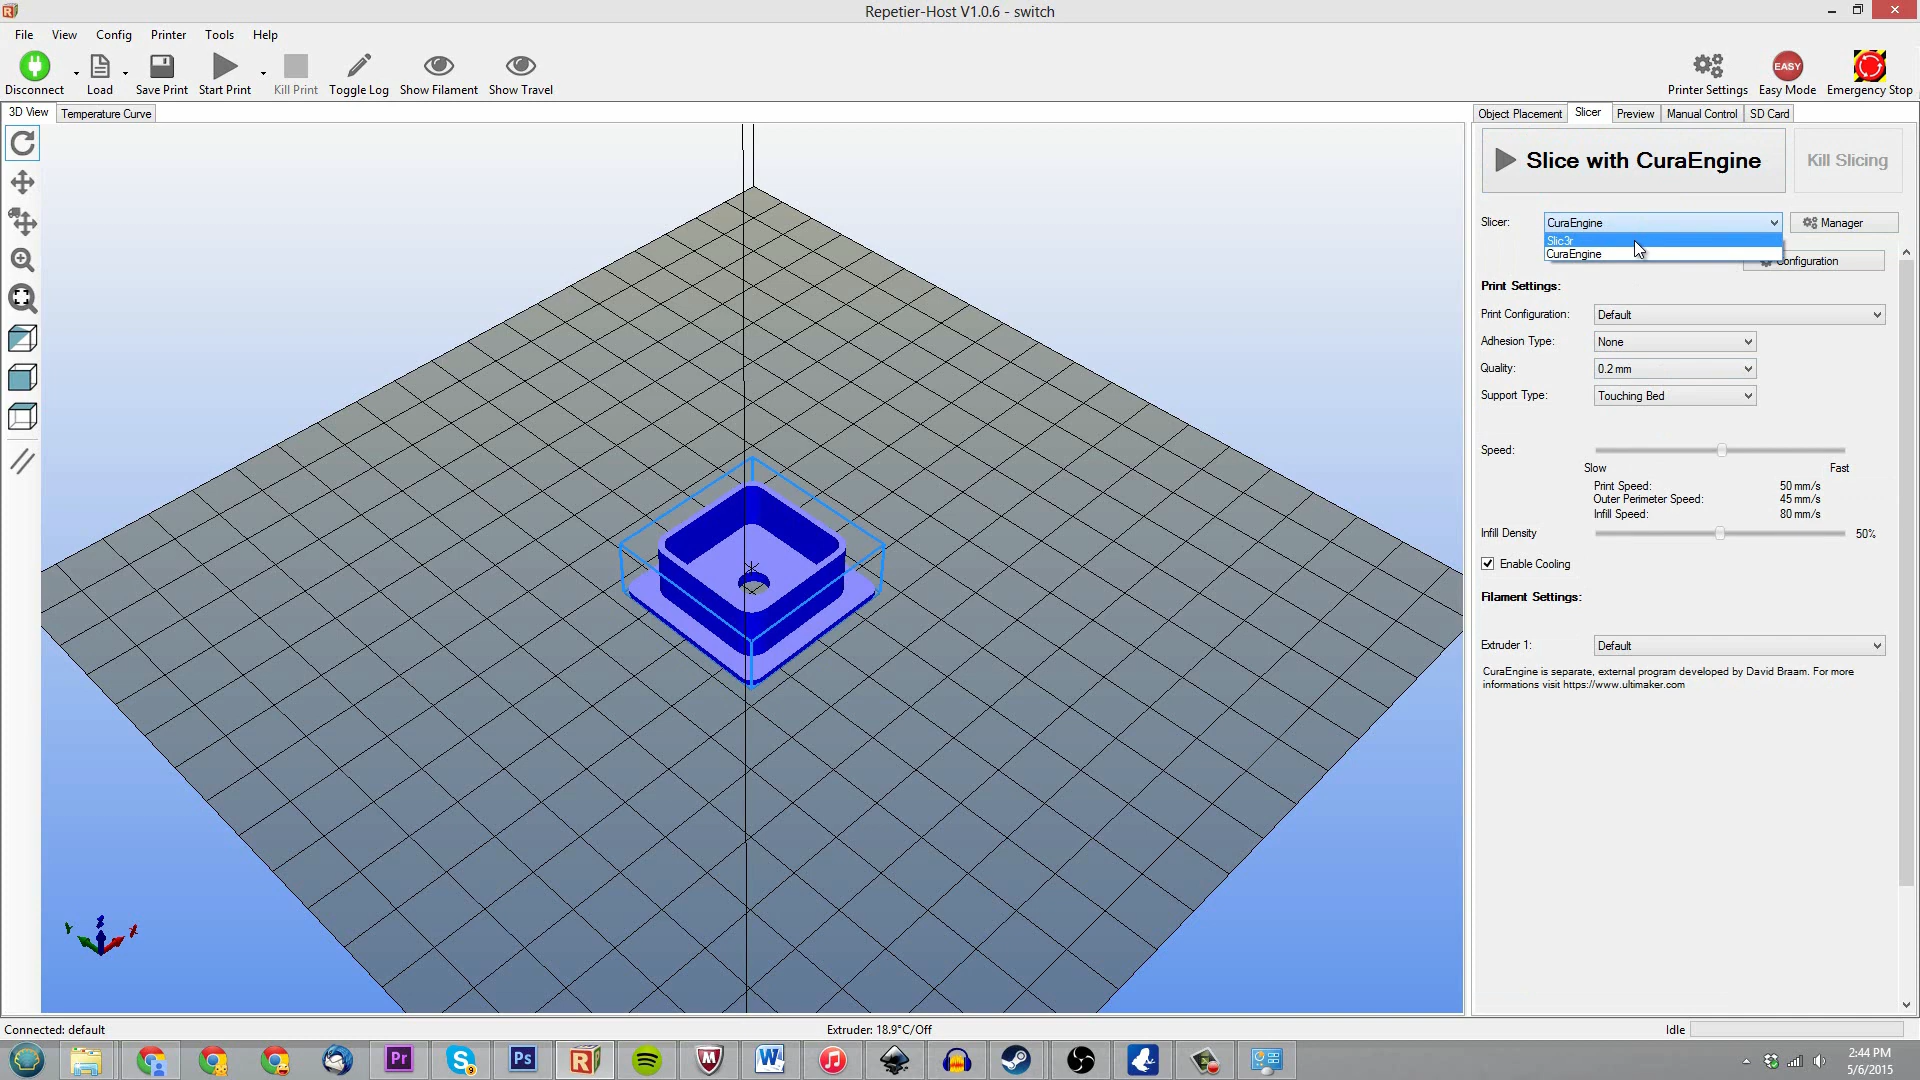 Repetier-Host V1.0.6 - switch
File View Config Printer Tools Help
Disconnect Load Save Print Start Print Kill Print Toggle Log Show Filament Show Travel
EASY
Printer Settings Easy Mode Emergency Stop
3D View Temperature Curve
Object Placement Slicer Preview Manual Control SD Card
Slice with CuraEngine
Kill Slicing
Slicer: CuraEngine Manager
Slic3r
CuraEngine
Configuration
Print Settings:
Print Configuration: Default
Adhesion Type: None
Quality: 0.2 mm
Support Type: Touching Bed
Speed:
Slow Fast
Print Speed: 50 mm/s
Outer Perimeter Speed: 45 mm/s
Infill Speed: 80 mm/s
Infill Density 50%
Enable Cooling
Filament Settings:
Extruder 1: Default
CuraEngine is separate, external program developed by David Braam. For more
informations visit https://www.ultimaker.com
Connected: default
Extruder: 18.9°C/Off
Idle
Pr
Ps
2:44 PM
5/6/2015